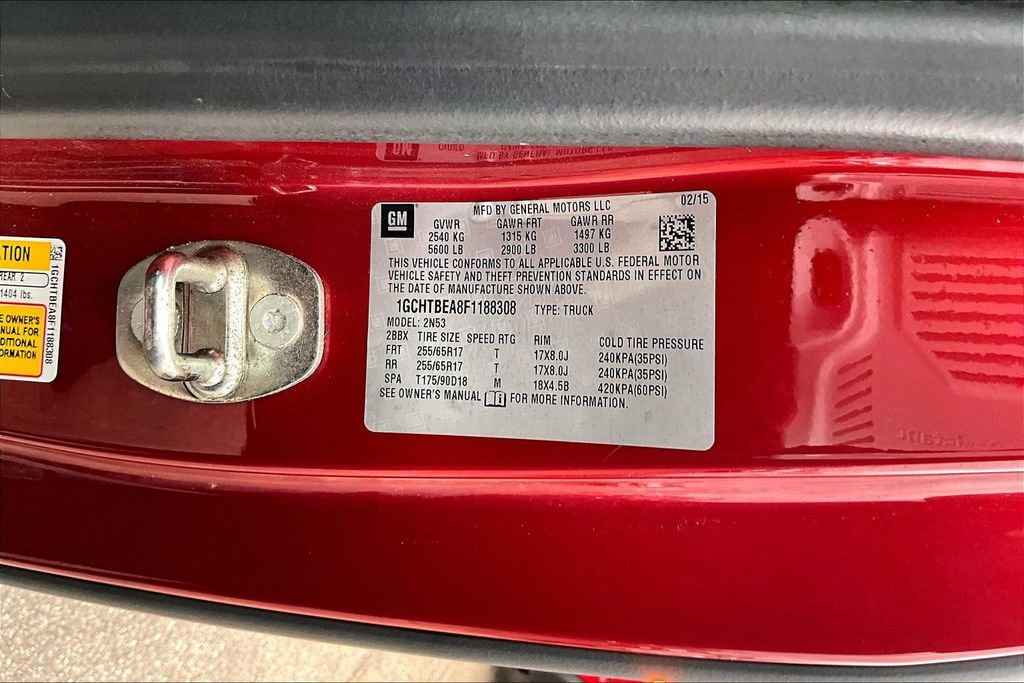 GM
MFD BY GENERAL MOTORS LLC
02/15
GVWR GAWR FRT GAWR RR
2540 KG 1315 KG 1497 KG
5600 LB 2900 LB 3300 LB
THIS VEHICLE CONFORMS TO ALL APPLICABLE U.S. FEDERAL MOTOR
VEHICLE SAFETY AND THEFT PREVENTION STANDARDS IN EFFECT ON
THE DATE OF MANUFACTURE SHOWN ABOVE.
1GCHTBEA8F1188308 TYPE: TRUCK
MODEL: 2N53
2BBX TIRE SIZE SPEED RTG RIM COLD TIRE PRESSURE
FRT 255/65R17 T 17X8.0J 240KPA(35PSI)
RR 255/65R17 T 17X8.0J 240KPA(35PSI)
SPA T175/90D18 M 18X4.5B 420KPA(60PSI)
SEE OWNER'S MANUAL FOR MORE INFORMATION.
ATION
REAR 2
1404 lbs.
OWNER'S
MANUAL FOR
DITIONAL
FORMATION
1GCHTBEA8F1188308